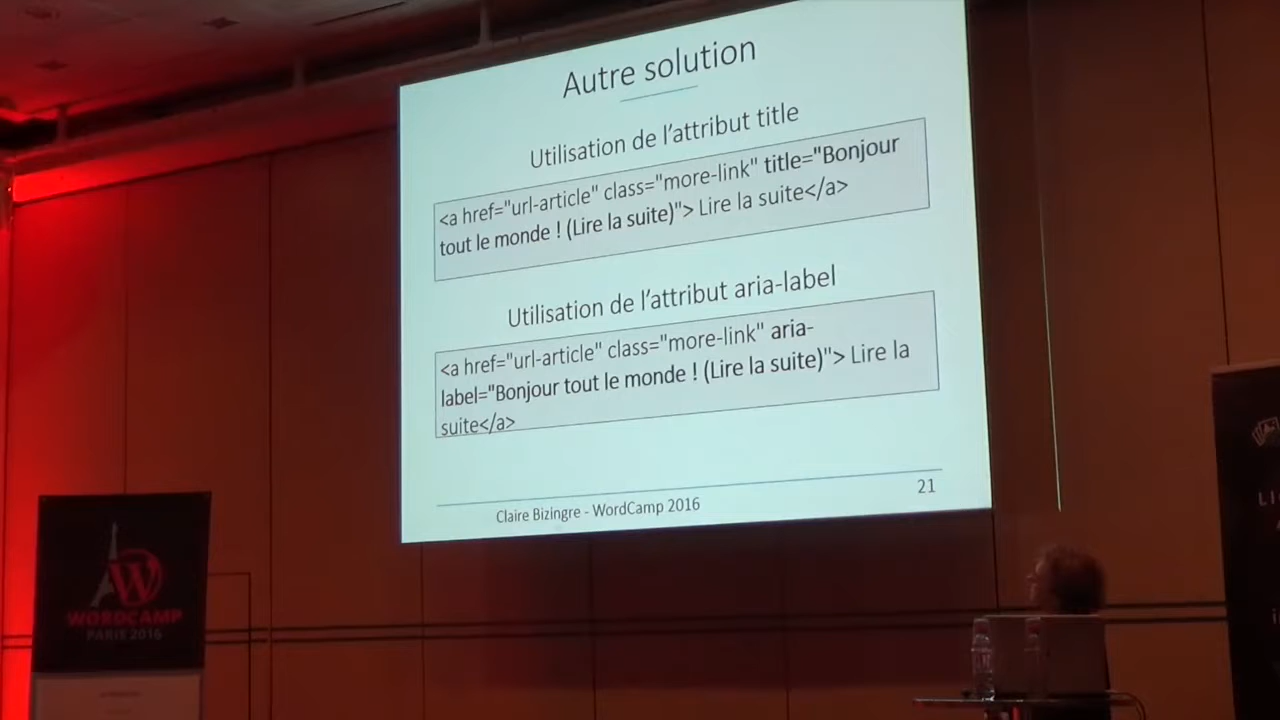 Autre solution
Utilisation de l'attribut title
<a href="url-article" class="more-link" title="Bonjour
tout le monde ! (Lire la suite)"> Lire la suite</a>
Utilisation de l'attribut aria-label
<a href="url-article" class="more-link" aria-
label="Bonjour tout le monde ! (Lire la suite)"> Lire la
suite</a>
Claire Bizingre - WordCamp 2016
21
WORDCAMP
PARIS 2016